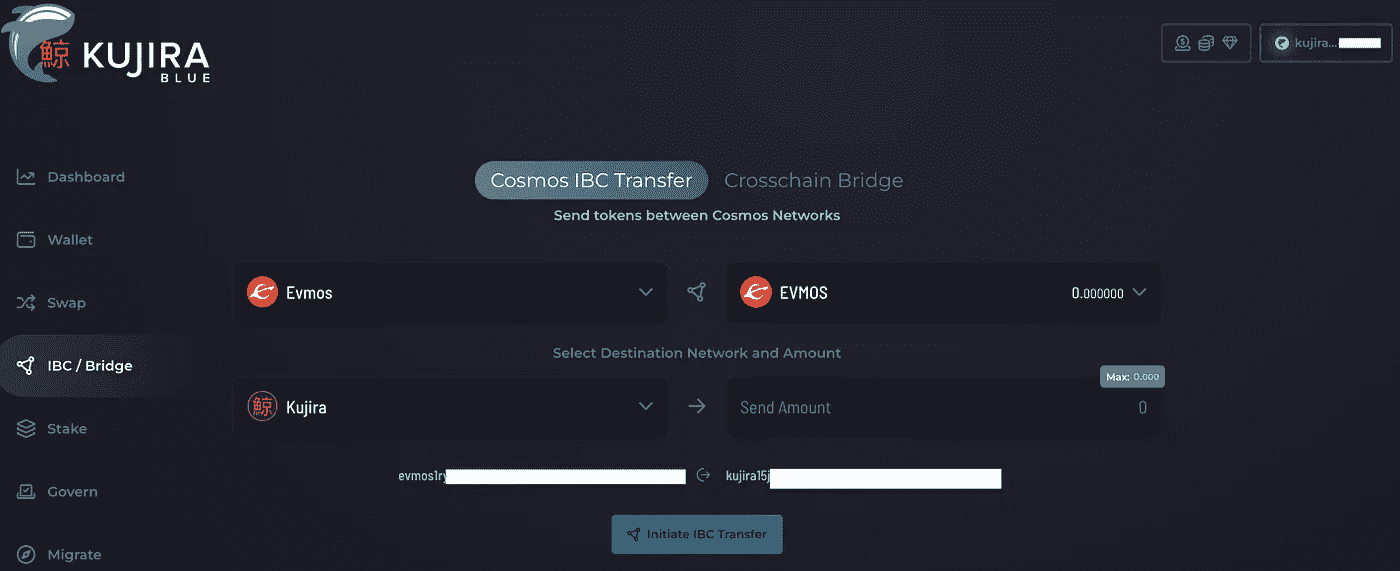 鯨 KUJIRA
BLUE
kujira...
Dashboard
Wallet
Swap
IBC / Bridge
Stake
Govern
Migrate
Cosmos IBC Transfer Crosschain Bridge
Send tokens between Cosmos Networks
Evmos
EVMOS 0.000000
Select Destination Network and Amount
Max: 0.000
鯨 Kujira
Send Amount 0
evmos1ry
kujira15j
Initiate IBC Transfer